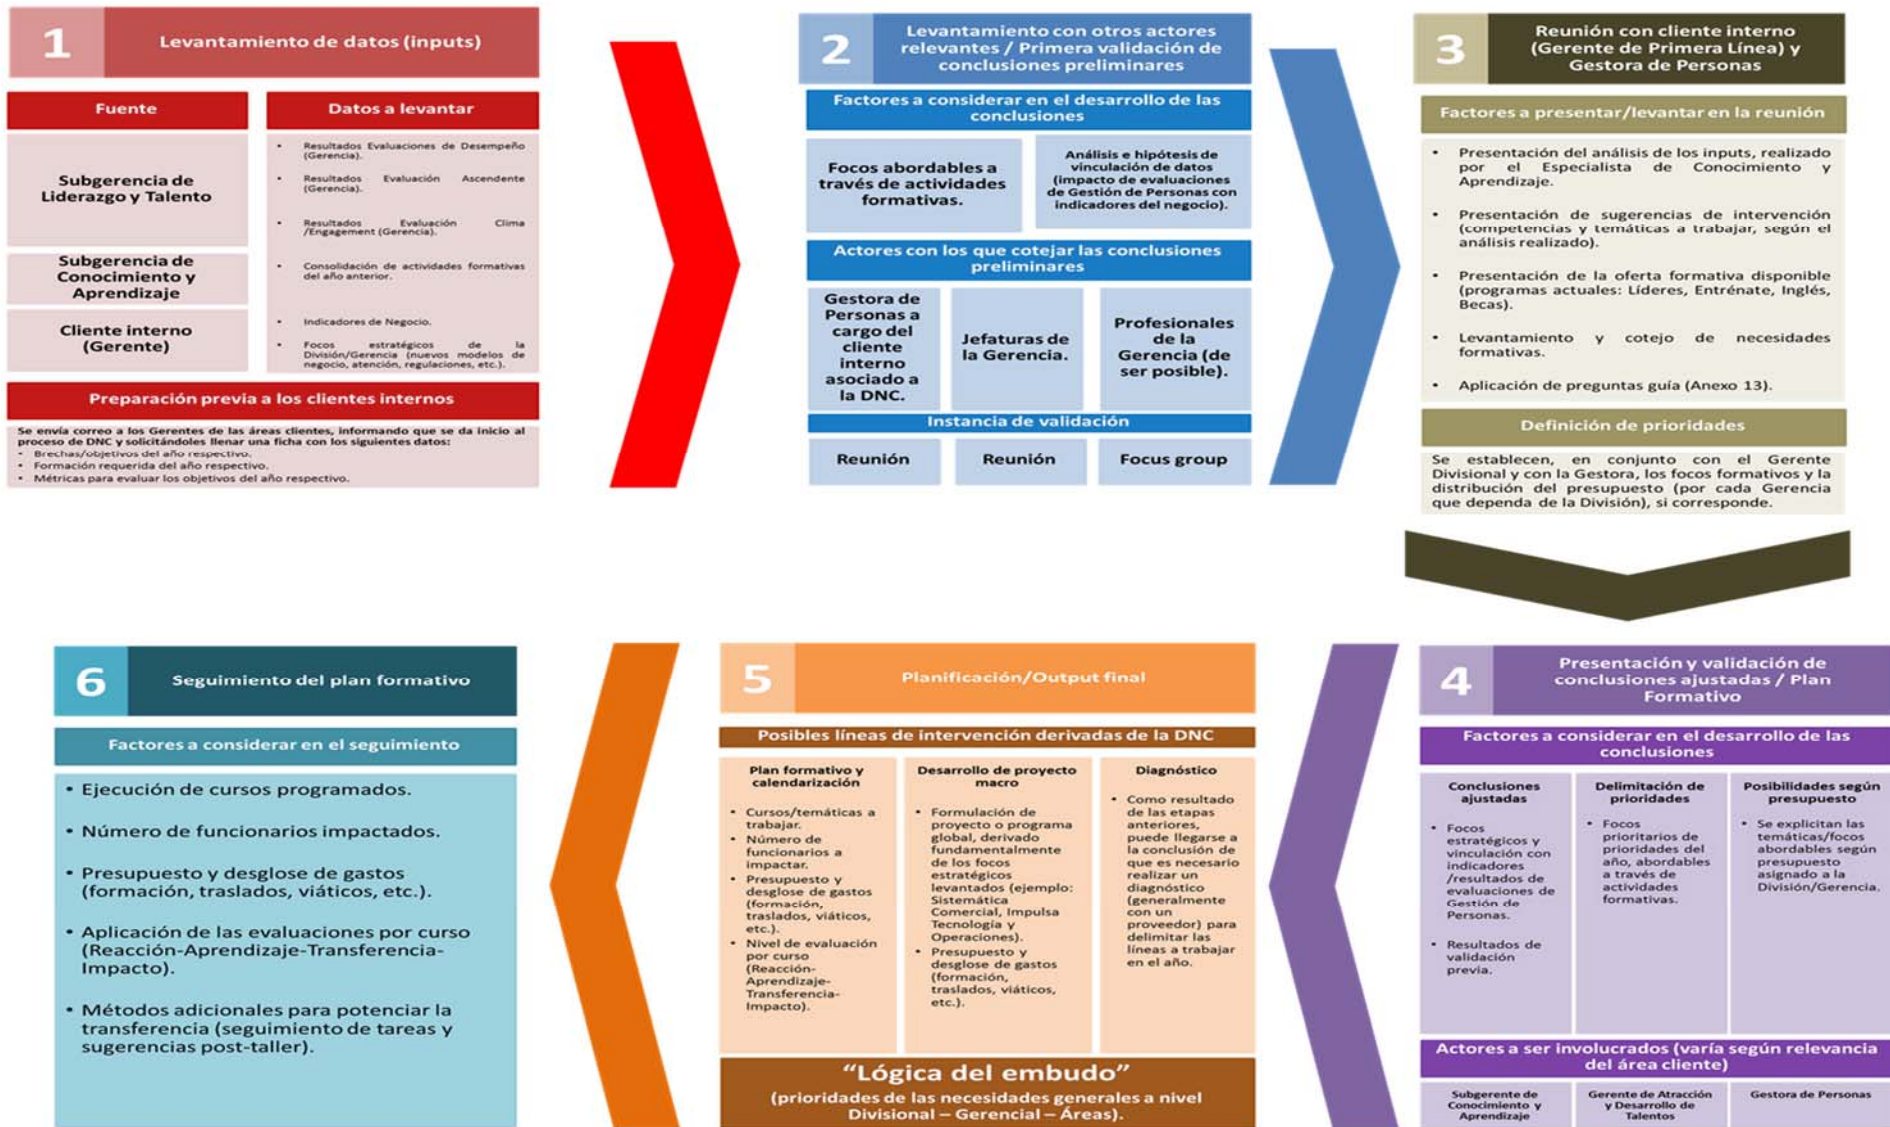 1
Levantamiento de datos (inputs)
Fuente
Datos a levantar
Subgerencia de
Liderazgo y Talento
• Resultados Evaluaciones de Desempeño
(Gerencia).
• Resultados Evaluación Ascendente
(Gerencia).
• Resultados Evaluación Clima
/Engagement (Gerencia).
Subgerencia de
Conocimiento y
Aprendizaje
• Consolidación de actividades formativas
del año anterior.
Cliente interno
(Gerente)
• Indicadores de Negocio.
• Focos estratégicos de la
División/Gerencia (nuevos modelos de
negocio, atención, regulaciones, etc.).
Preparación previa a los clientes internos
Se envía correo a los Gerentes de las áreas clientes, informando que se da inicio al
proceso de DNC y solicitándoles llenar una ficha con los siguientes datos:
• Brechas/objetivos del año respectivo.
• Formación requerida del año respectivo.
• Métricas para evaluar los objetivos del año respectivo.
2
Levantamiento con otros actores
relevantes / Primera validación de
conclusiones preliminares
Factores a considerar en el desarrollo de las
conclusiones
Focos abordables a
través de actividades
formativas.
Análisis e hipótesis de
vinculación de datos
(impacto de evaluaciones
de Gestión de Personas con
indicadores del negocio).
Actores con los que cotejar las conclusiones
preliminares
Gestora de
Personas a
cargo del
cliente
interno
asociado a
la DNC.
Jefaturas de
la Gerencia.
Profesionales
de la
Gerencia (de
ser posible).
Instancia de validación
Reunión
Reunión
Focus group
3
Reunión con cliente interno
(Gerente de Primera Línea) y
Gestora de Personas
Factores a presentar/levantar en la reunión
• Presentación del análisis de los inputs, realizado
por el Especialista de Conocimiento y
Aprendizaje.
• Presentación de sugerencias de intervención
(competencias y temáticas a trabajar, según el
análisis realizado).
• Presentación de la oferta formativa disponible
(programas actuales: Líderes, Entrénate, Inglés,
Becas).
• Levantamiento y cotejo de necesidades
formativas.
• Aplicación de preguntas guía (Anexo 13).
Definición de prioridades
Se establecen, en conjunto con el Gerente
Divisional y con la Gestora, los focos formativos y la
distribución del presupuesto (por cada Gerencia
que dependa de la División), si corresponde.
4
Presentación y validación de
conclusiones ajustadas / Plan
Formativo
Factores a considerar en el desarrollo de las
conclusiones
Conclusiones
ajustadas
• Focos
estratégicos y
vinculación con
indicadores
/resultados de
evaluaciones de
Gestión de
Personas.
• Resultados de
validación
previa.
Delimitación de
prioridades
• Focos
prioritarios de
prioridades del
año, abordables
a través de
actividades
formativas.
Posibilidades según
presupuesto
• Se explicitan las
temáticas/focos
abordables según
presupuesto
asignado a la
División/Gerencia.
Actores a ser involucrados (varía según relevancia
del área cliente)
Subgerente de
Conocimiento y
Aprendizaje
Gerente de Atracción
y Desarrollo de
Talentos
Gestora de Personas
5
Planificación/Output final
Posibles líneas de intervención derivadas de la DNC
Plan formativo y
calendarización
• Cursos/temáticas a
trabajar.
• Número de
funcionarios a
impactar.
• Presupuesto y
desglose de gastos
(formación,
traslados, viáticos,
etc.).
• Nivel de evaluación
por curso
(Reacción-
Aprendizaje-
Transferencia-
Impacto).
Desarrollo de proyecto
macro
• Formulación de
proyecto o programa
global, derivado
fundamentalmente
de los focos
estratégicos
levantados (ejemplo:
Sistemática
Comercial, Impulsa
Tecnología y
Operaciones).
• Presupuesto y
desglose de gastos
(formación,
traslados, viáticos,
etc.).
Diagnóstico
• Como resultado
de las etapas
anteriores,
puede llegarse a
la conclusión de
que es necesario
realizar un
diagnóstico
(generalmente
con un
proveedor) para
delimitar las
líneas a trabajar
en el año.
“Lógica del embudo”
(prioridades de las necesidades generales a nivel
Divisional – Gerencial – Áreas).
6
Seguimiento del plan formativo
Factores a considerar en el seguimiento
• Ejecución de cursos programados.
• Número de funcionarios impactados.
• Presupuesto y desglose de gastos
(formación, traslados, viáticos, etc.).
• Aplicación de las evaluaciones por curso
(Reacción-Aprendizaje-Transferencia-
Impacto).
• Métodos adicionales para potenciar la
transferencia (seguimiento de tareas y
sugerencias post-taller).